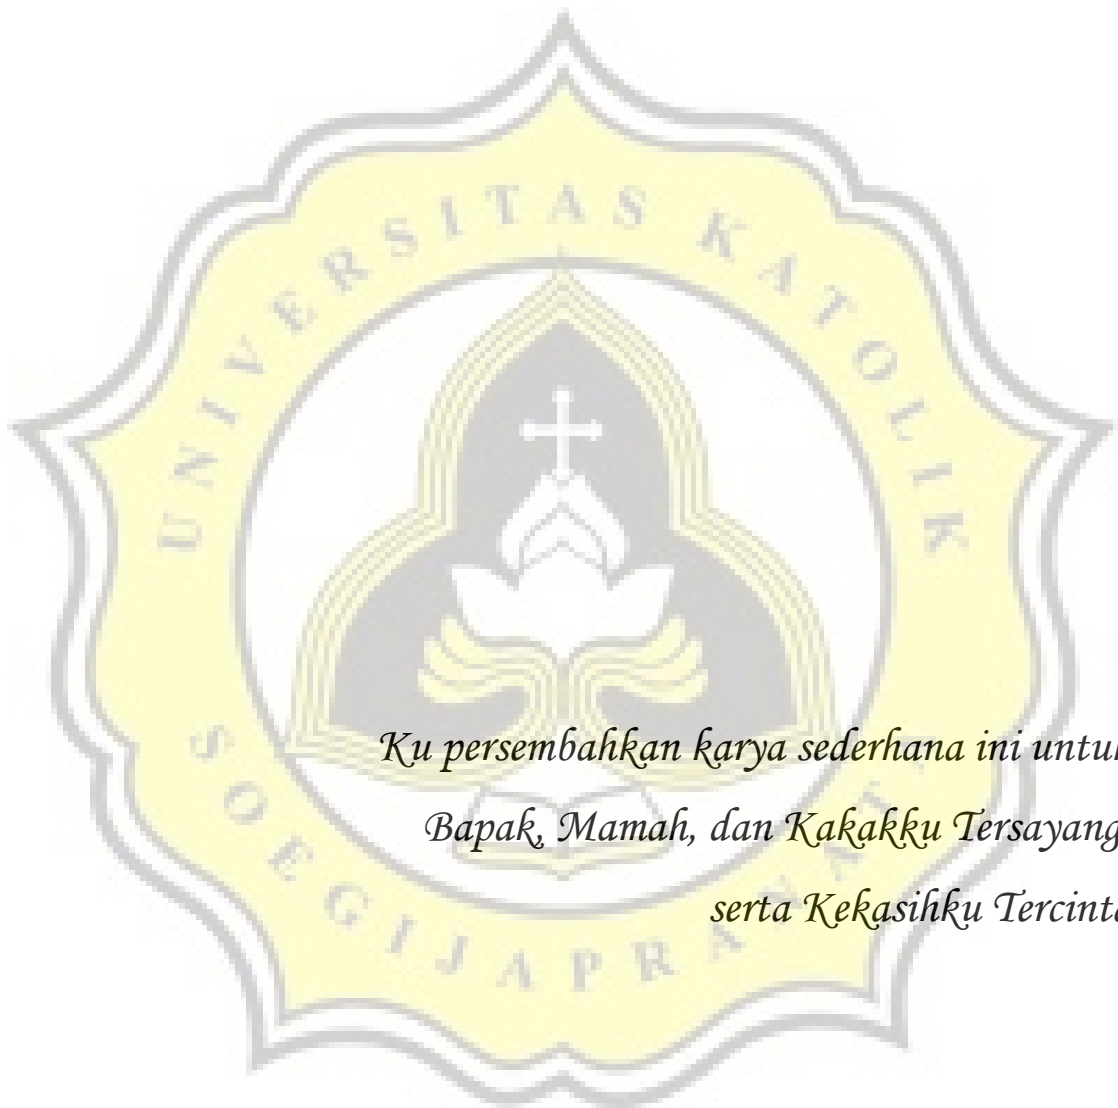 UNIVERSITAS KATOLIK
Ku persembahkan karya sederhana ini untuk
Bapak, Mamah, dan Kakakku Tersayang
serta Kekasihku Tercinta
SOEGIJAPRANATA